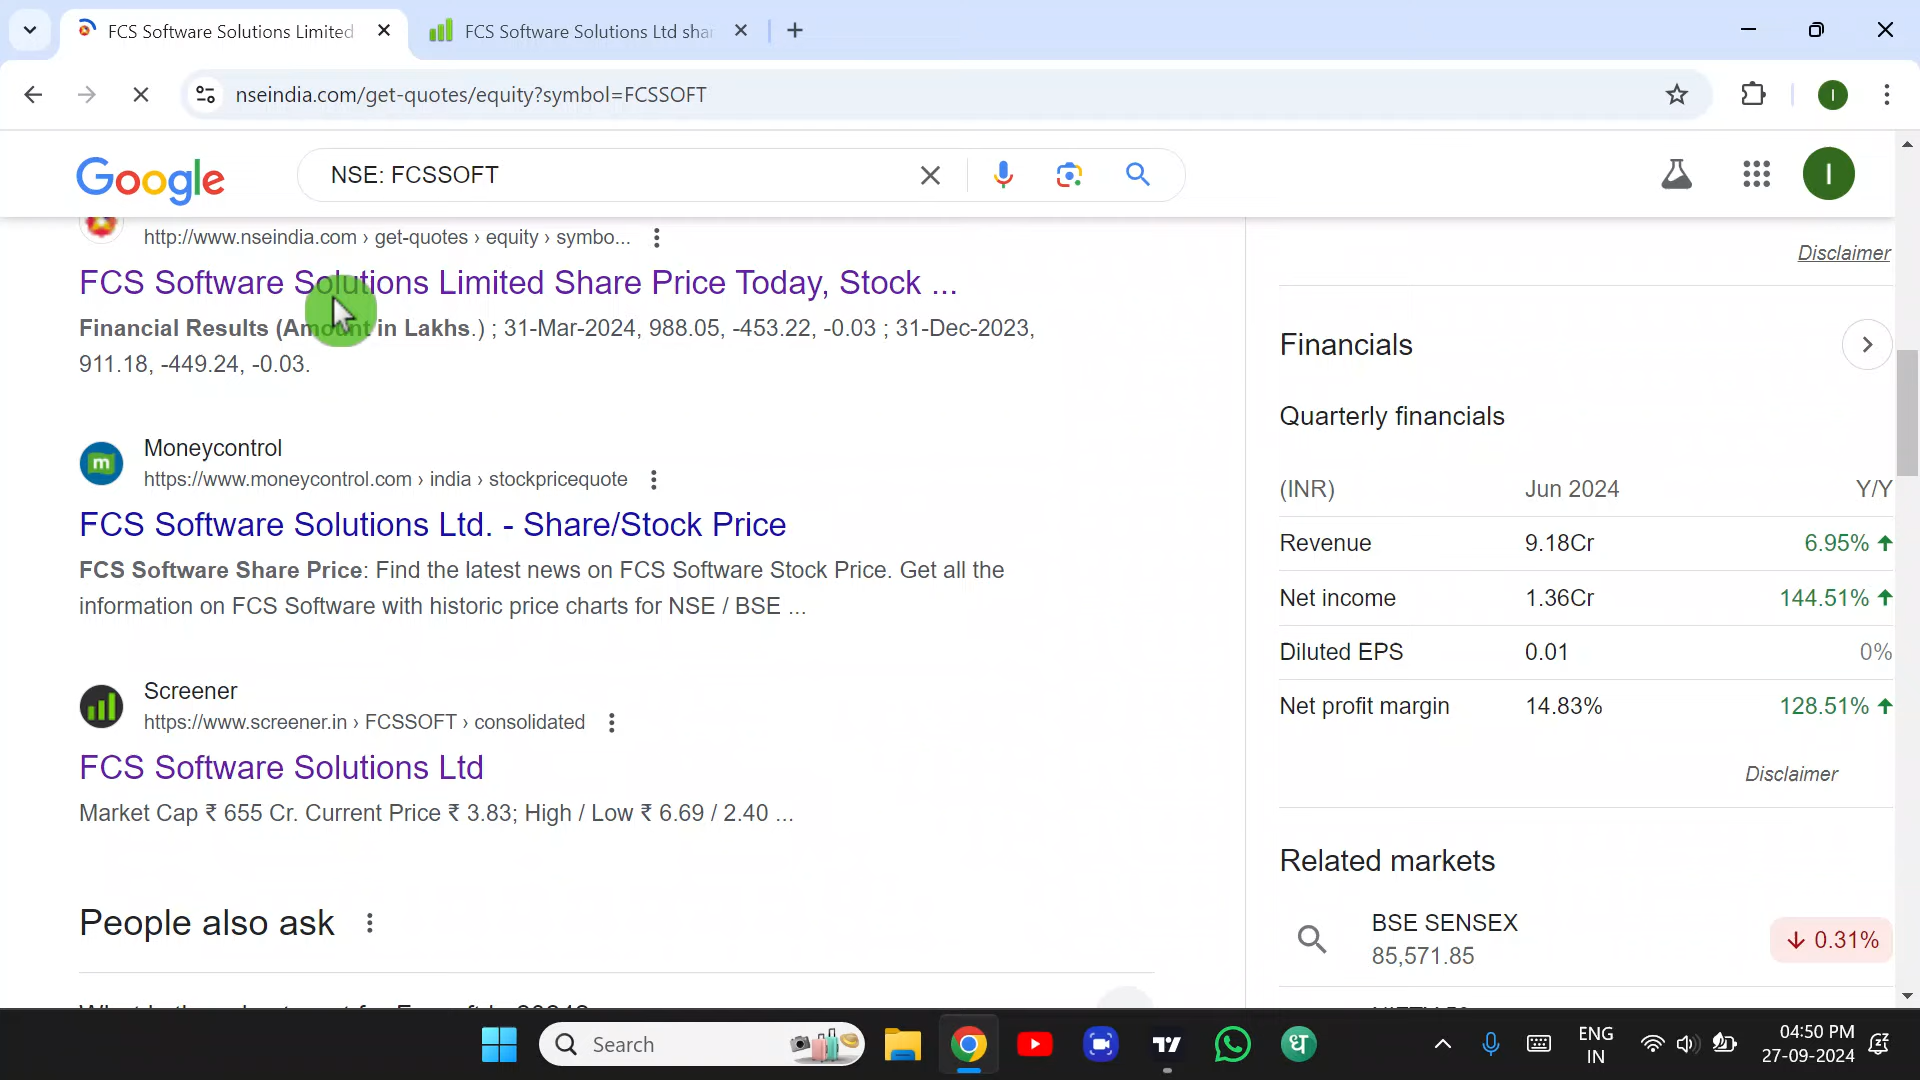 FCS Software Solutions Limited
FCS Software Solutions Ltd shar
nseindia.com/get-quotes/equity?symbol=FCSSOFT
I
Google
NSE: FCSSOFT
I
http://www.nseindia.com › get-quotes › equity › symbo...
FCS Software Solutions Limited Share Price Today, Stock ...
Financial Results (Amount in Lakhs.) ; 31-Mar-2024, 988.05, -453.22, -0.03 ; 31-Dec-2023,
911.18, -449.24, -0.03.
m
Moneycontrol
https://www.moneycontrol.com › india › stockpricequote
FCS Software Solutions Ltd. - Share/Stock Price
FCS Software Share Price: Find the latest news on FCS Software Stock Price. Get all the
information on FCS Software with historic price charts for NSE / BSE ...
Screener
https://www.screener.in › FCSSOFT › consolidated
FCS Software Solutions Ltd
Market Cap ₹ 655 Cr. Current Price ₹ 3.83; High / Low ₹ 6.69 / 2.40 ...
People also ask
Disclaimer
Financials
Quarterly financials
(INR) Jun 2024 Y/Y
Revenue 9.18Cr 6.95%
Net income 1.36Cr 144.51%
Diluted EPS 0.01 0%
Net profit margin 14.83% 128.51%
Disclaimer
Related markets
BSE SENSEX
85,571.85
0.31%
Search
ध
ENG
IN
04:50 PM
27-09-2024